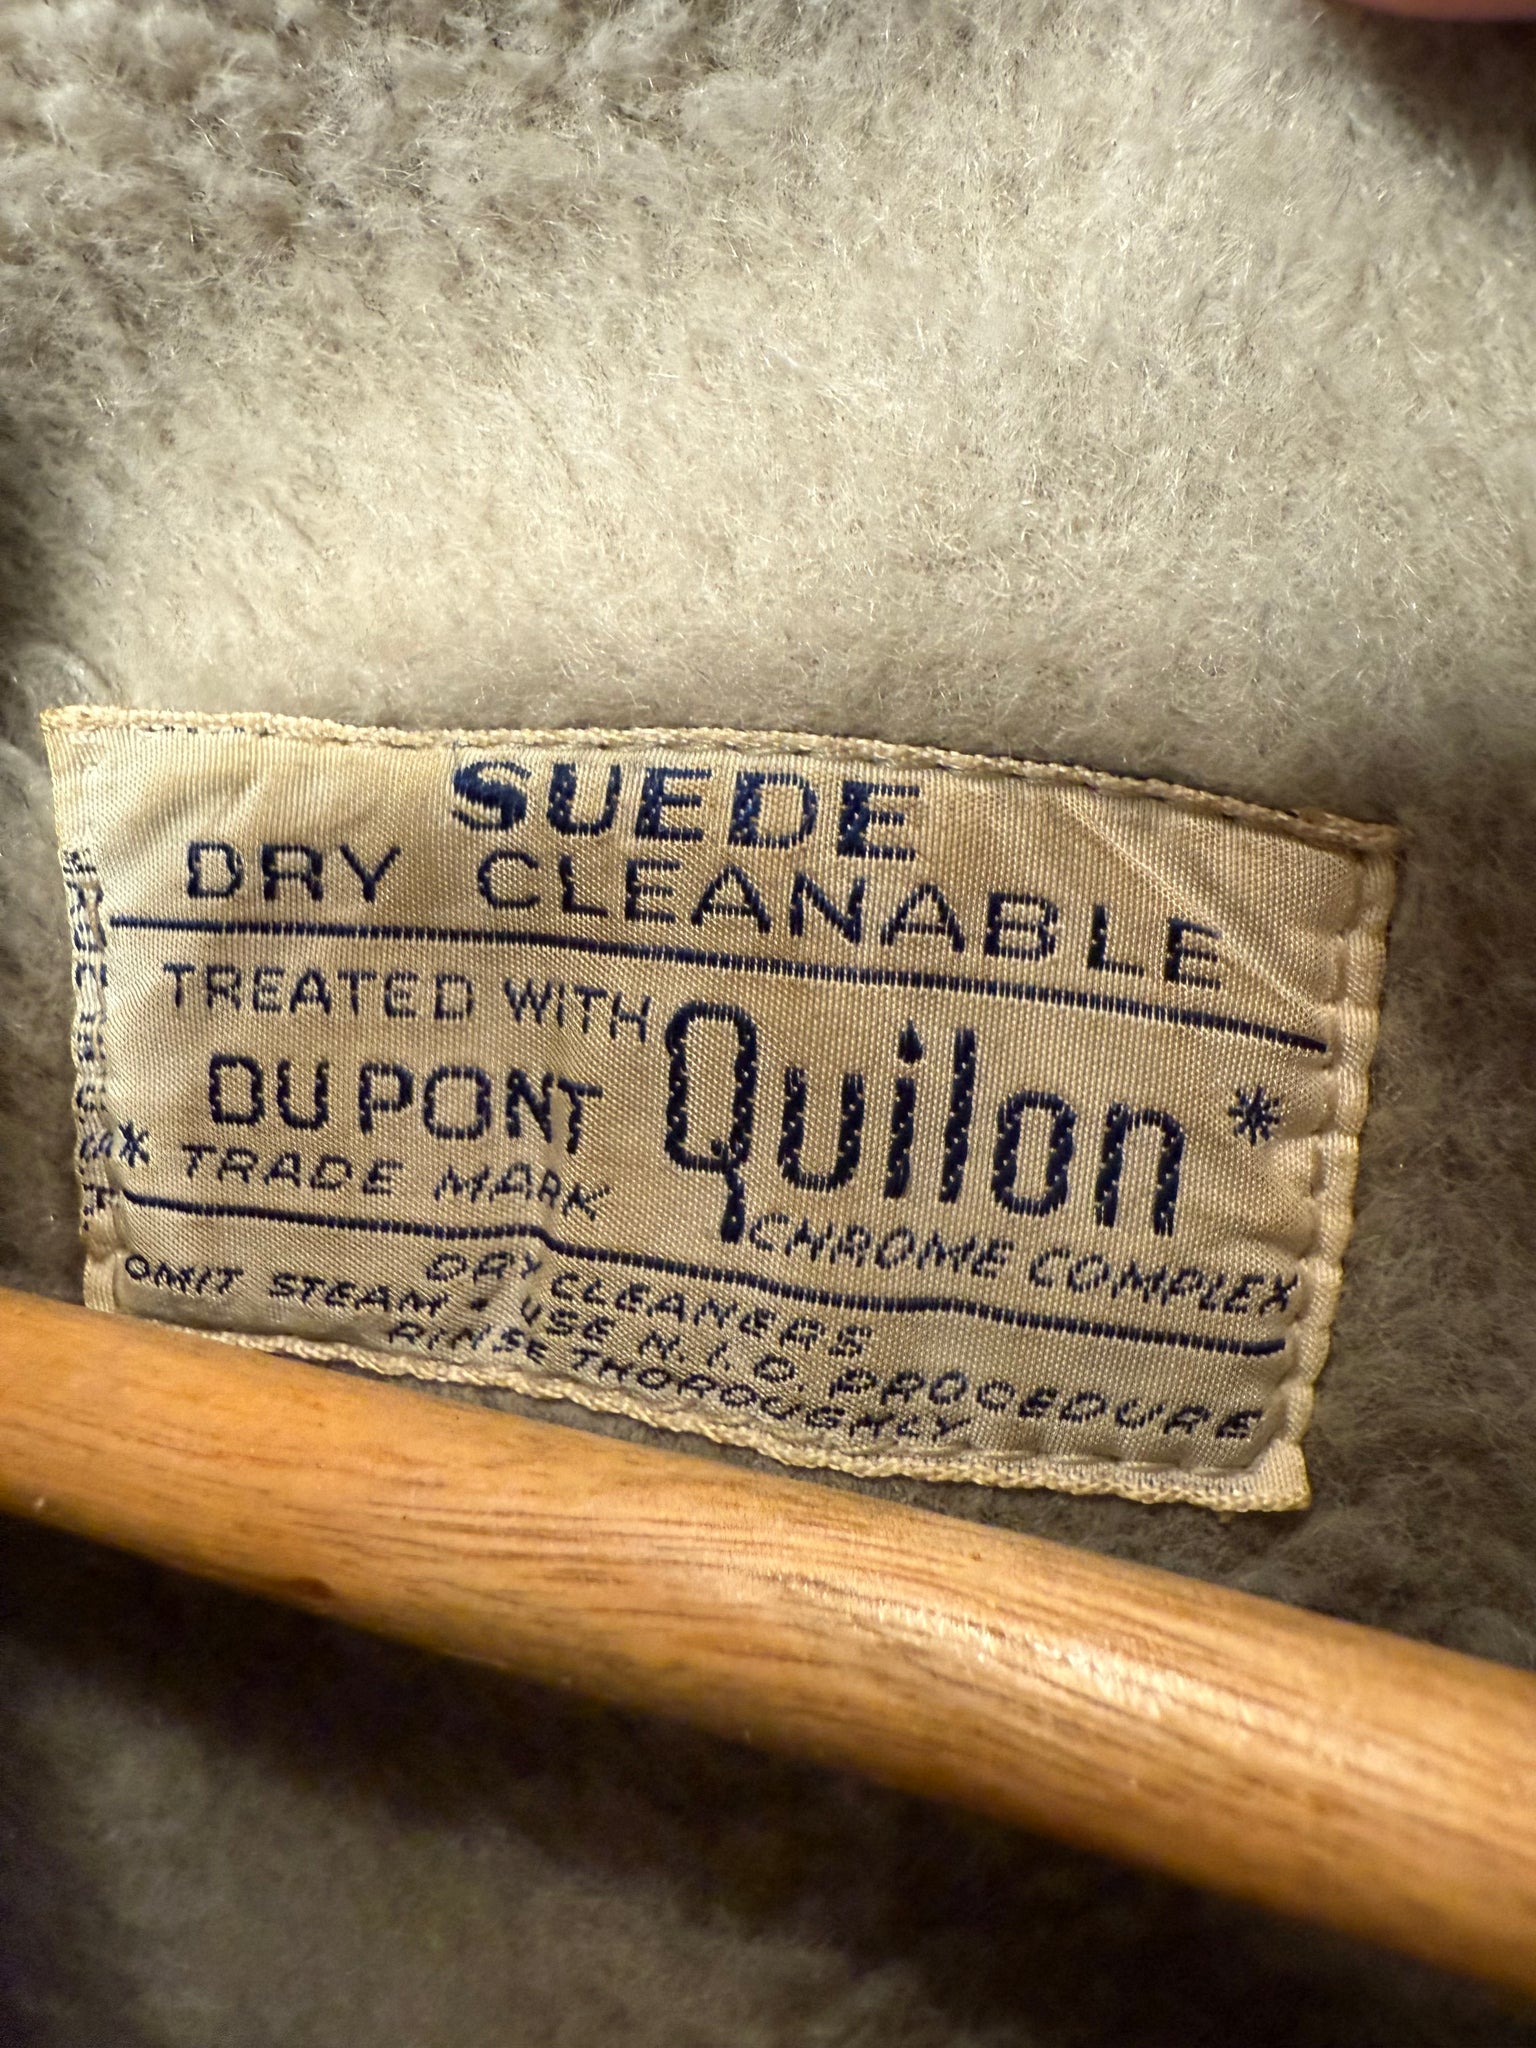 SUEDE
DRY CLEANABLE
TREATED WITH
DU PONT Quilon *
* TRADE MARK
CHROME COMPLEX
DRY CLEANERS
OMIT STEAM • USE N.I.D. PROCEDURE
RINSE THOROUGHLY